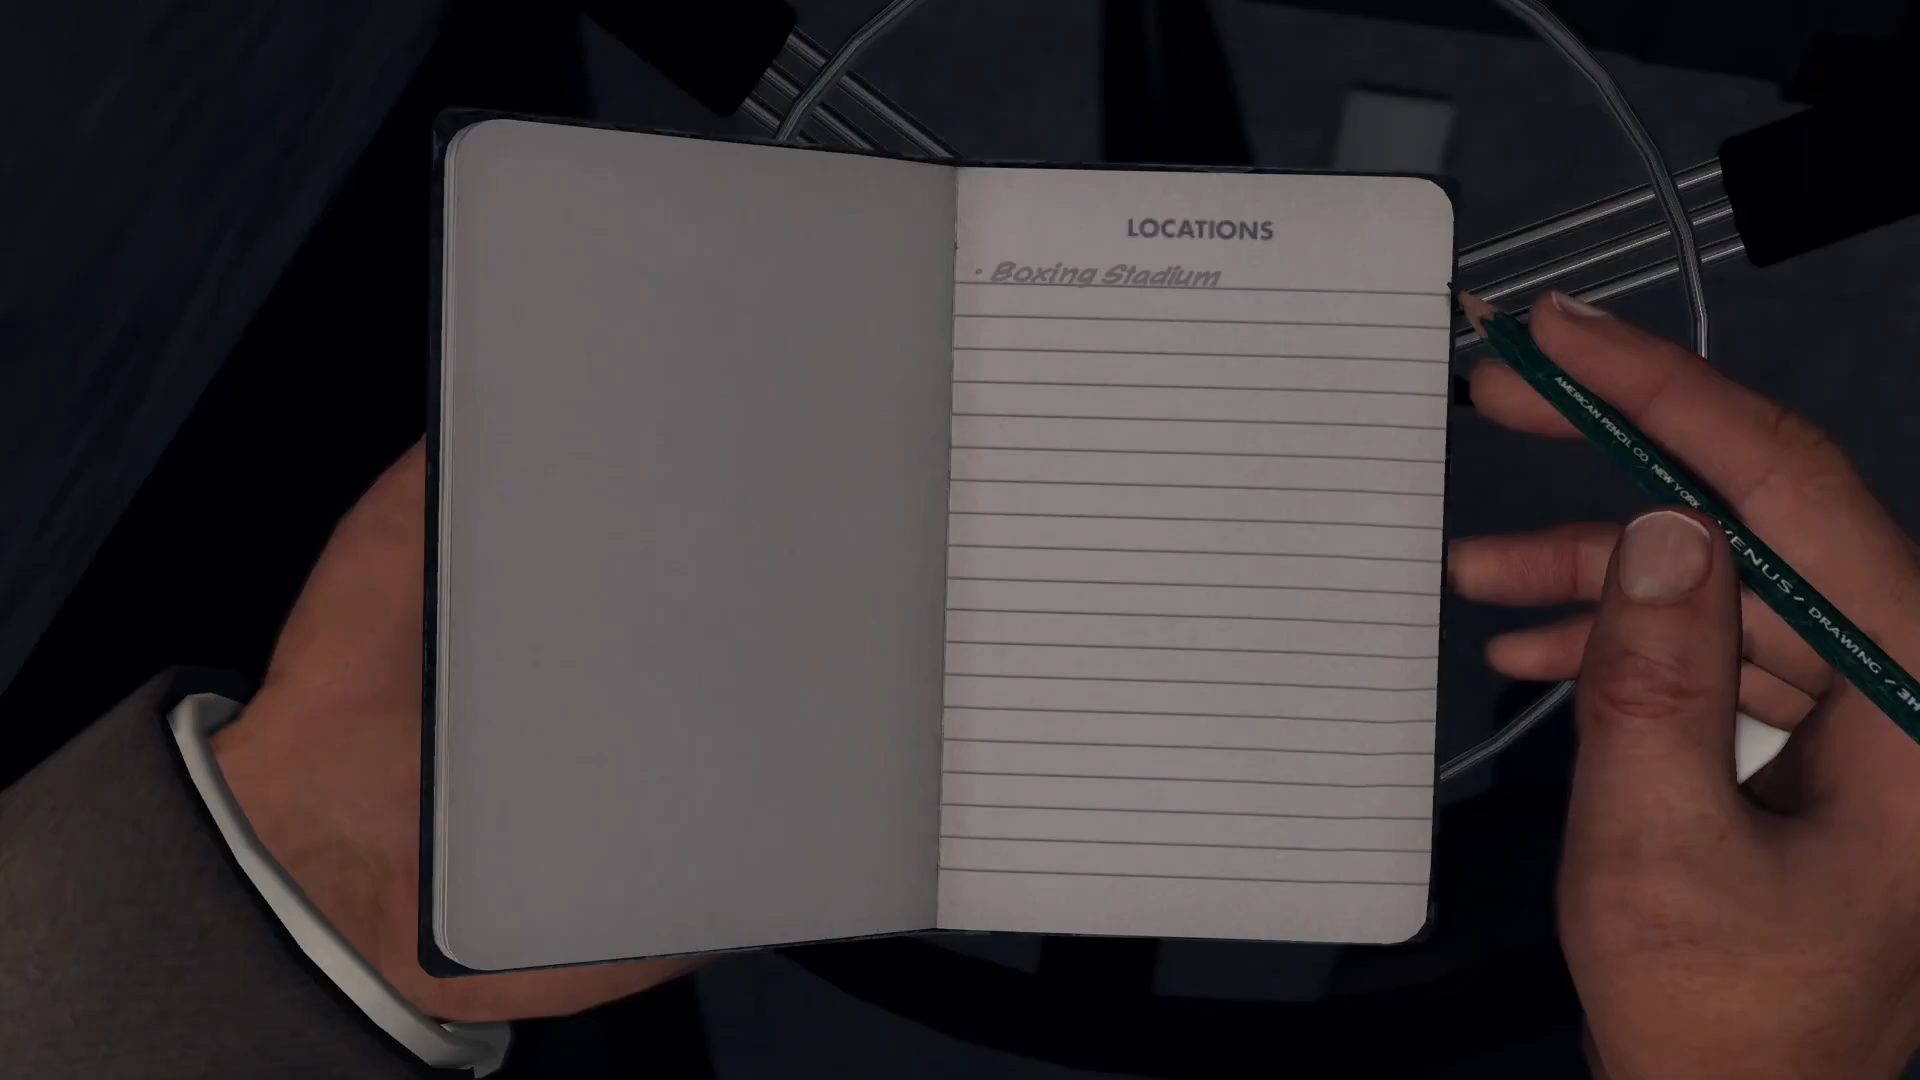 LOCATIONS
• Boxing Stadium
AMERICAN PENCIL CO. NEW YORK
VENUS / DRAWING / 3H